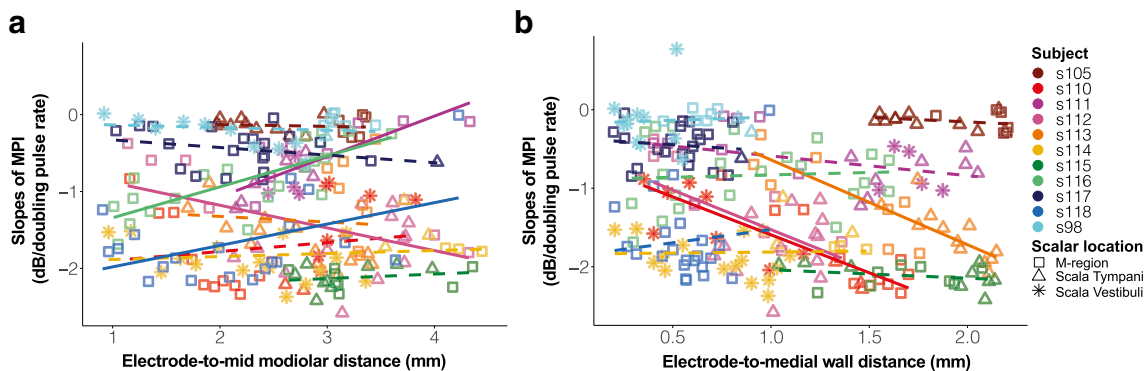 a
Slopes of MPI
(dB/doubling pulse rate)
0
−1
−2
1 2 3 4
Electrode-to-mid modiolar distance (mm)
b
Slopes of MPI
(dB/doubling pulse rate)
0
−1
−2
0.5 1.0 1.5 2.0
Electrode-to-medial wall distance (mm)
Subject
s105
s110
s111
s112
s113
s114
s115
s116
s117
s118
s98
Scalar location
M-region
Scala Tympani
Scala Vestibuli